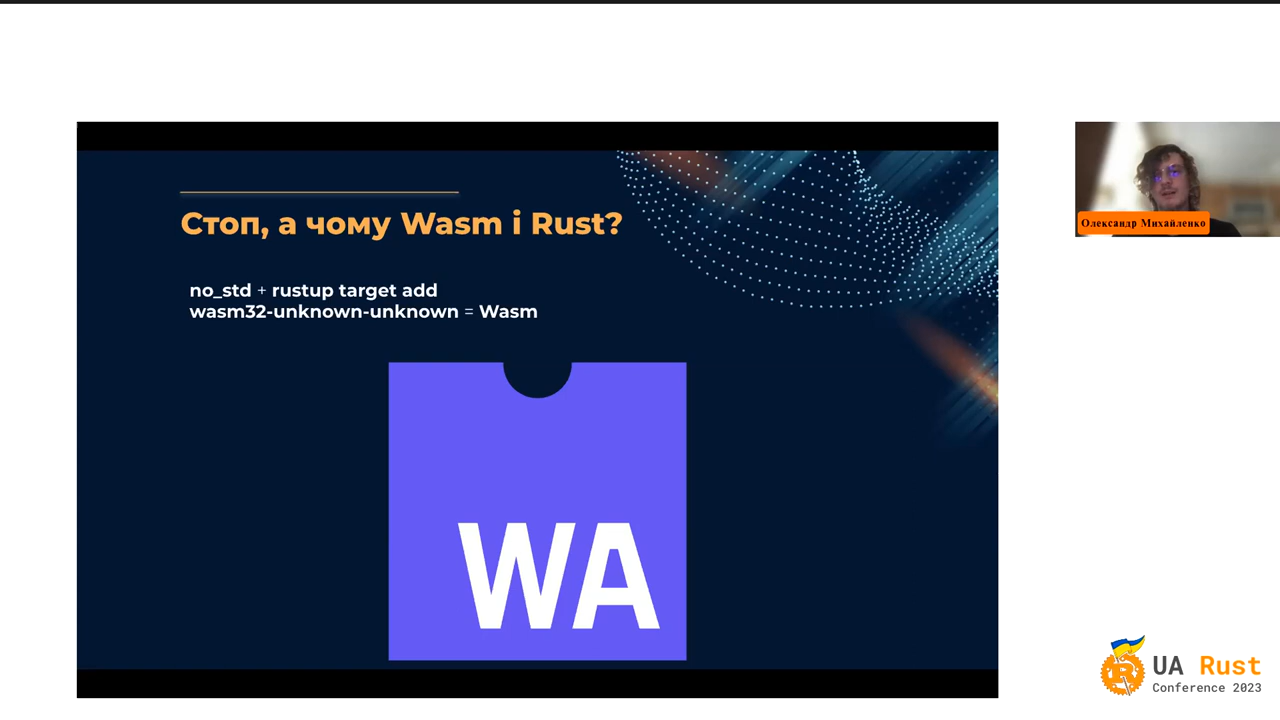 Стоп, а чому Wasm і Rust?
no_std + rustup target add
wasm32-unknown-unknown = Wasm
WA
Олександр Михайленко
UA Rust
Conference 2023